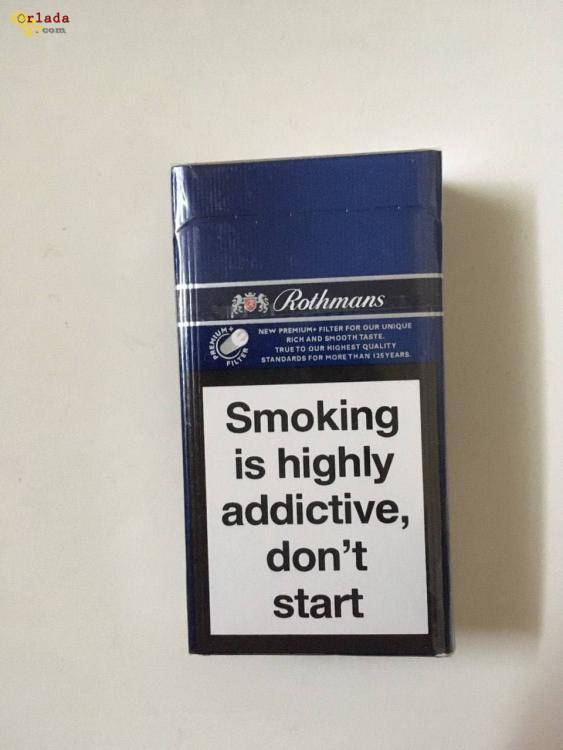 Orlada
.com
Rothmans
PREMIUM+
FILTER
NEW PREMIUM+ FILTER FOR OUR UNIQUE
RICH AND SMOOTH TASTE.
TRUE TO OUR HIGHEST QUALITY
STANDARDS FOR MORE THAN 125 YEARS.
Smoking
is highly
addictive,
don't
start